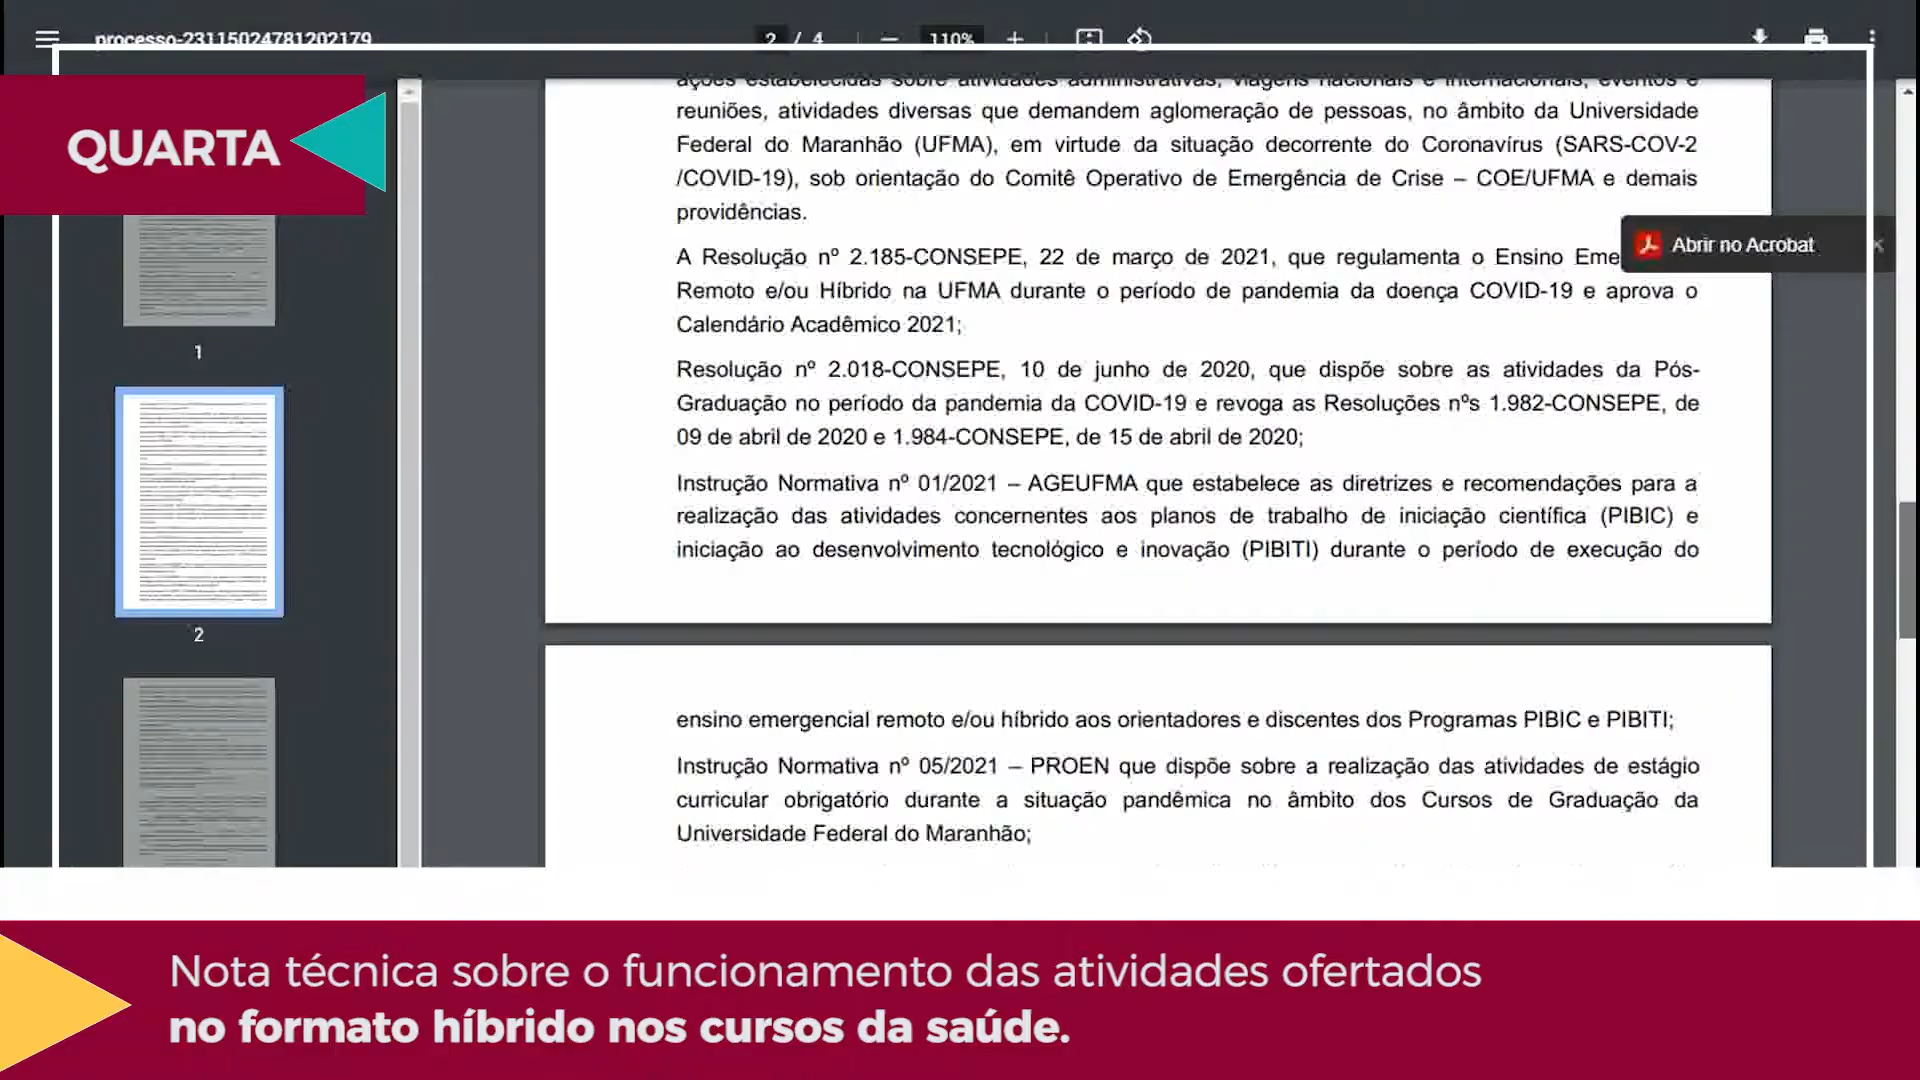 processo-23115024781202179
2 / 4
110%
QUARTA
ações estabelecidas sobre atividades administrativas, viagens nacionais e internacionais, eventos e
reuniões, atividades diversas que demandem aglomeração de pessoas, no âmbito da Universidade
Federal do Maranhão (UFMA), em virtude da situação decorrente do Coronavírus (SARS-COV-2
/COVID-19), sob orientação do Comitê Operativo de Emergência de Crise – COE/UFMA e demais
providências.
Abrir no Acrobat
A Resolução nº 2.185-CONSEPE, 22 de março de 2021, que regulamenta o Ensino Eme
Remoto e/ou Híbrido na UFMA durante o período de pandemia da doença COVID-19 e aprova o
Calendário Acadêmico 2021;
Resolução nº 2.018-CONSEPE, 10 de junho de 2020, que dispõe sobre as atividades da Pós-
Graduação no período da pandemia da COVID-19 e revoga as Resoluções nºs 1.982-CONSEPE, de
09 de abril de 2020 e 1.984-CONSEPE, de 15 de abril de 2020;
Instrução Normativa nº 01/2021 – AGEUFMA que estabelece as diretrizes e recomendações para a
realização das atividades concernentes aos planos de trabalho de iniciação científica (PIBIC) e
iniciação ao desenvolvimento tecnológico e inovação (PIBITI) durante o período de execução do
1
2
ensino emergencial remoto e/ou híbrido aos orientadores e discentes dos Programas PIBIC e PIBITI;
Instrução Normativa nº 05/2021 – PROEN que dispõe sobre a realização das atividades de estágio
curricular obrigatório durante a situação pandêmica no âmbito dos Cursos de Graduação da
Universidade Federal do Maranhão;
Nota técnica sobre o funcionamento das atividades ofertados
no formato híbrido nos cursos da saúde.